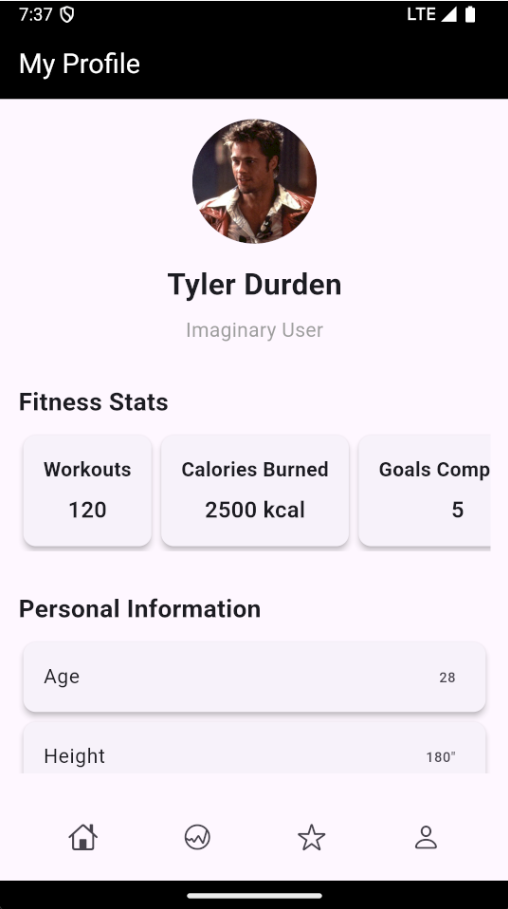 7:37 LTE
My Profile
Tyler Durden
Imaginary User
Fitness Stats
Workouts Calories Burned Goals Comp
120 2500 kcal 5
Personal Information
Age 28
Height 180"